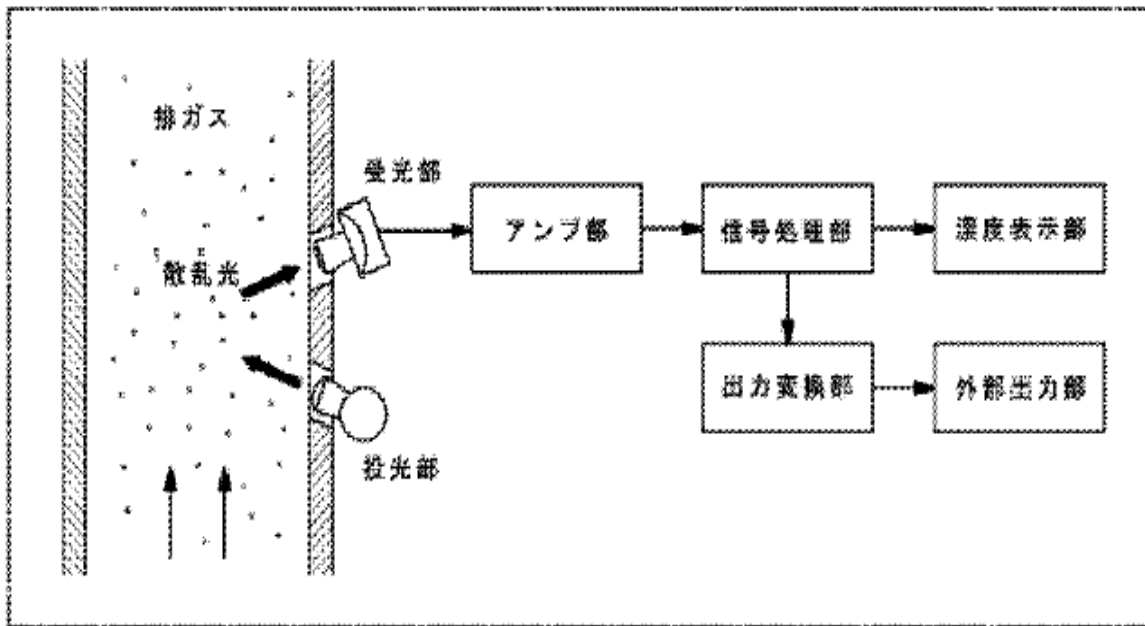 排ガス
受光部
散乱光
投光部
アンプ部
信号処理部
濃度表示部
出力変換部
外部出力部